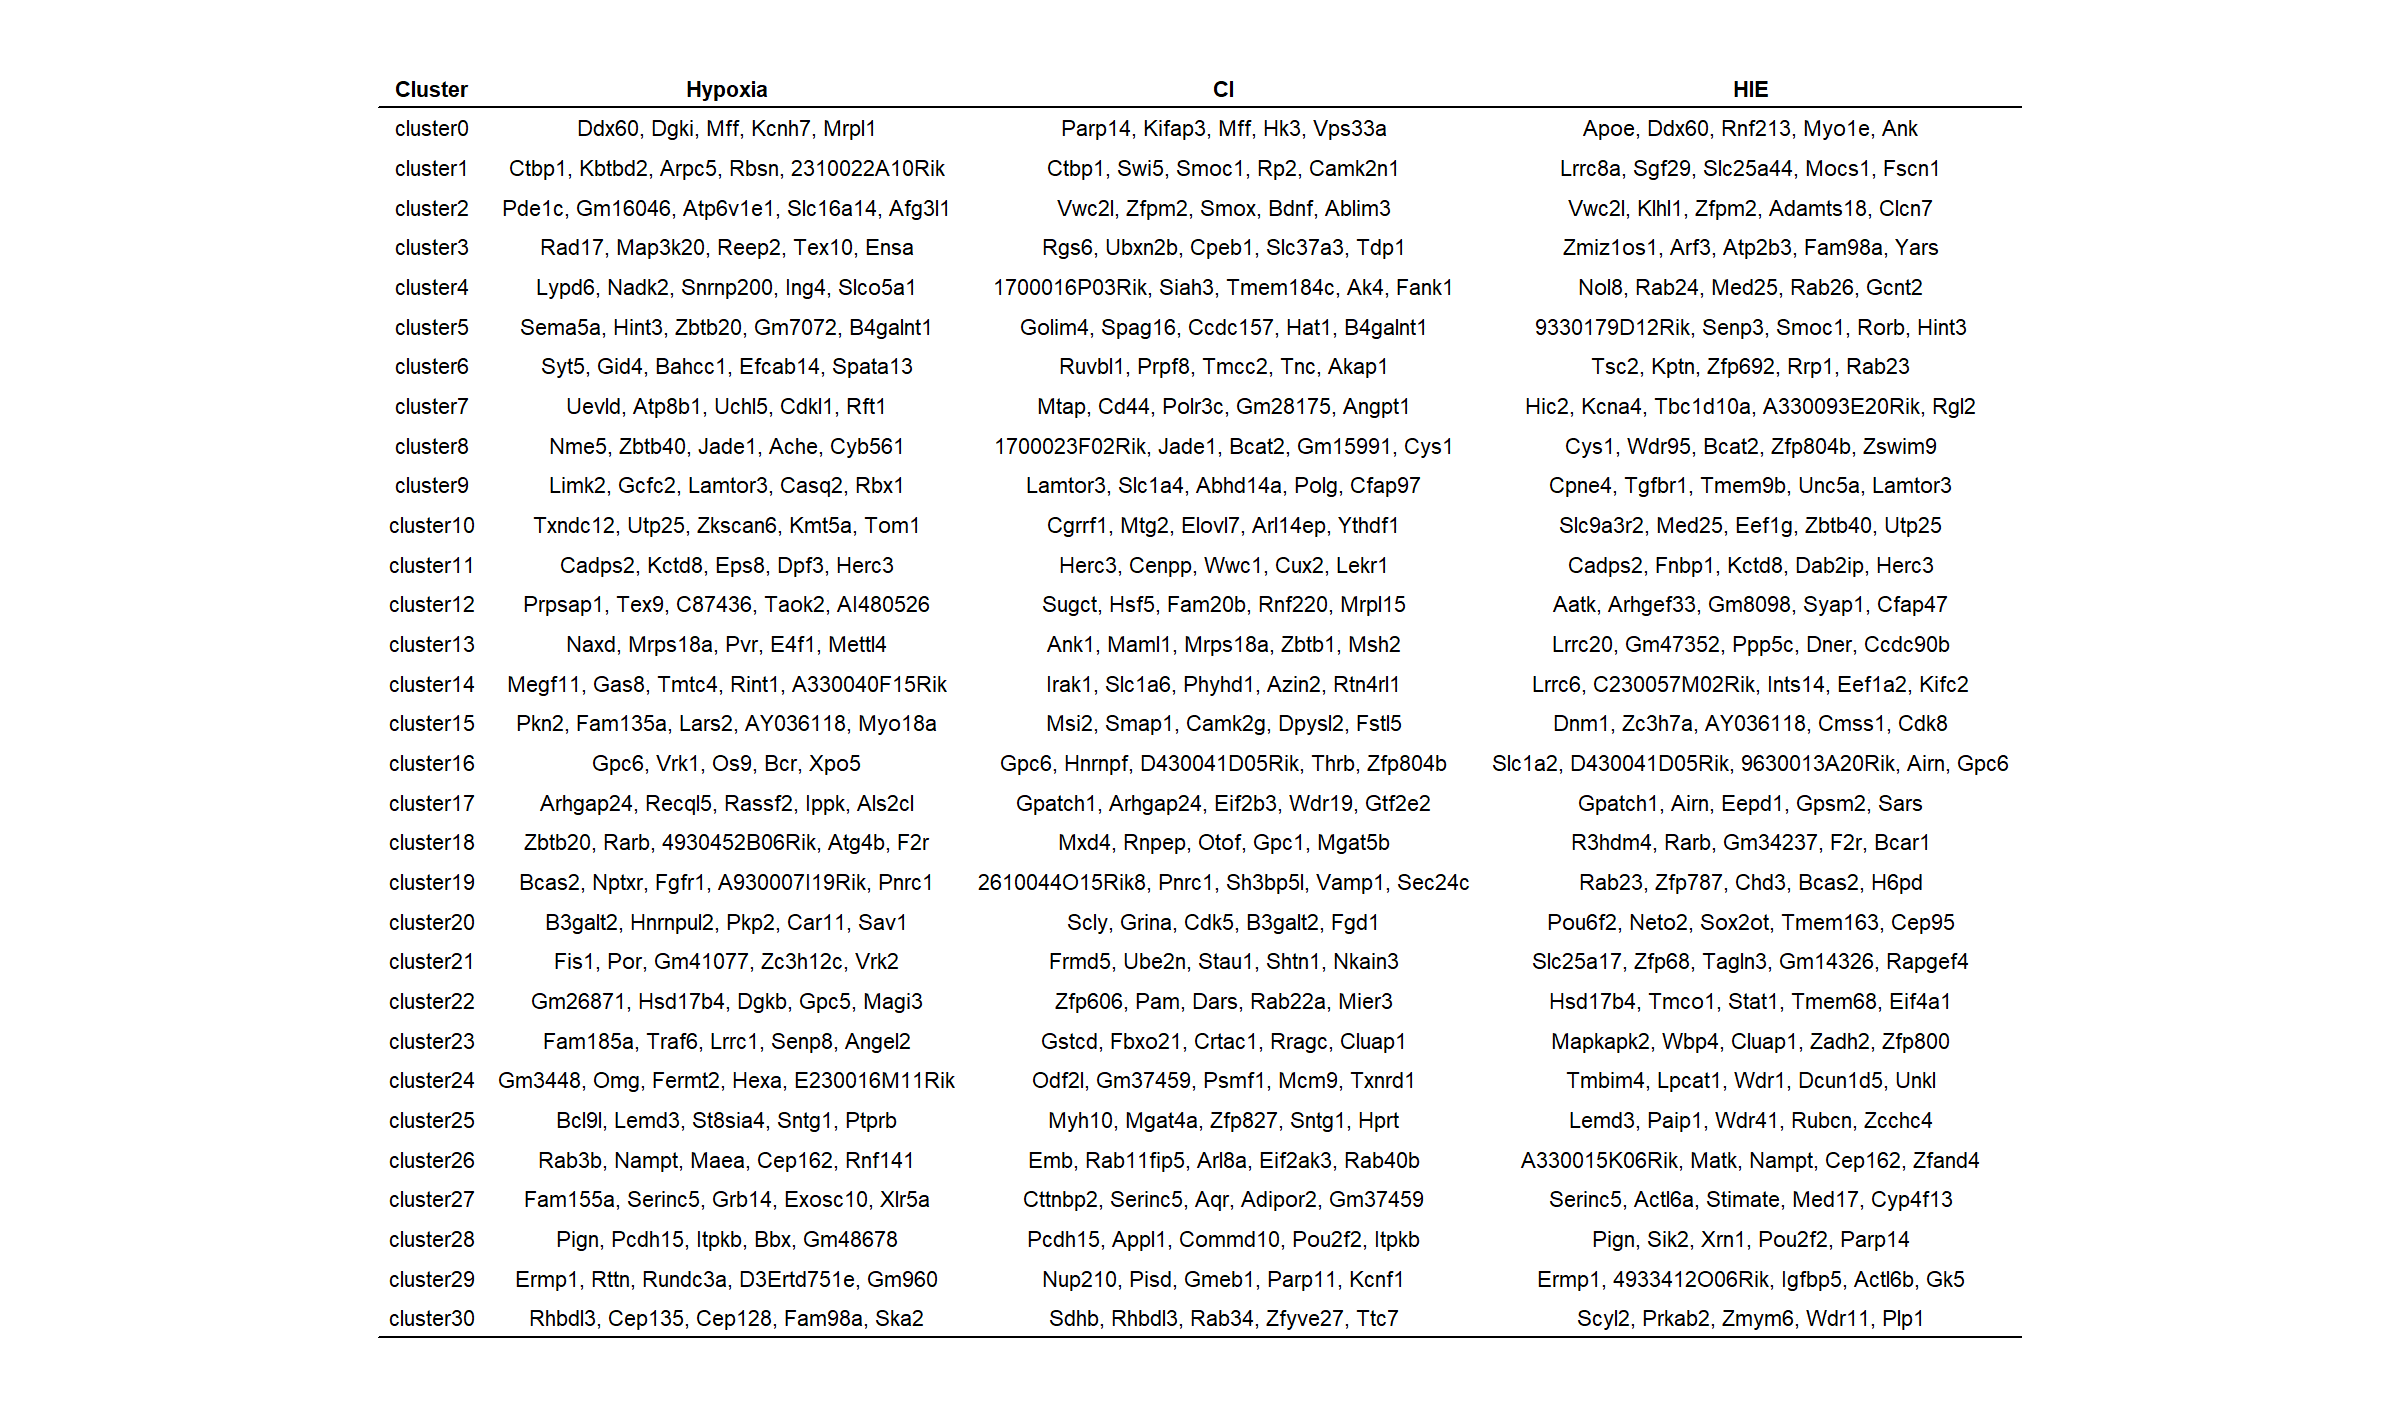 Cluster Hypoxia CI HIE
cluster0 Ddx60, Dgki, Mff, Kcnh7, Mrpl1 Parp14, Kifap3, Mff, Hk3, Vps33a Apoe, Ddx60, Rnf213, Myo1e, Ank
cluster1 Ctbp1, Kbtbd2, Arpc5, Rbsn, 2310022A10Rik Ctbp1, Swi5, Smoc1, Rp2, Camk2n1 Lrrc8a, Sgf29, Slc25a44, Mocs1, Fscn1
cluster2 Pde1c, Gm16046, Atp6v1e1, Slc16a14, Afg3l1 Vwc2l, Zfpm2, Smox, Bdnf, Ablim3 Vwc2l, Klhl1, Zfpm2, Adamts18, Clcn7
cluster3 Rad17, Map3k20, Reep2, Tex10, Ensa Rgs6, Ubxn2b, Cpeb1, Slc37a3, Tdp1 Zmiz1os1, Arf3, Atp2b3, Fam98a, Yars
cluster4 Lypd6, Nadk2, Snrnp200, Ing4, Slco5a1 1700016P03Rik, Siah3, Tmem184c, Ak4, Fank1 Nol8, Rab24, Med25, Rab26, Gcnt2
cluster5 Sema5a, Hint3, Zbtb20, Gm7072, B4galnt1 Golim4, Spag16, Ccdc157, Hat1, B4galnt1 9330179D12Rik, Senp3, Smoc1, Rorb, Hint3
cluster6 Syt5, Gid4, Bahcc1, Efcab14, Spata13 Ruvbl1, Prpf8, Tmcc2, Tnc, Akap1 Tsc2, Kptn, Zfp692, Rrp1, Rab23
cluster7 Uevld, Atp8b1, Uchl5, Cdkl1, Rft1 Mtap, Cd44, Polr3c, Gm28175, Angpt1 Hic2, Kcna4, Tbc1d10a, A330093E20Rik, Rgl2
cluster8 Nme5, Zbtb40, Jade1, Ache, Cyb561 1700023F02Rik, Jade1, Bcat2, Gm15991, Cys1 Cys1, Wdr95, Bcat2, Zfp804b, Zswim9
cluster9 Limk2, Gcfc2, Lamtor3, Casq2, Rbx1 Lamtor3, Slc1a4, Abhd14a, Polg, Cfap97 Cpne4, Tgfbr1, Tmem9b, Unc5a, Lamtor3
cluster10 Txndc12, Utp25, Zkscan6, Kmt5a, Tom1 Cgrrf1, Mtg2, Elovl7, Arl14ep, Ythdf1 Slc9a3r2, Med25, Eef1g, Zbtb40, Utp25
cluster11 Cadps2, Kctd8, Eps8, Dpf3, Herc3 Herc3, Cenpp, Wwc1, Cux2, Lekr1 Cadps2, Fnbp1, Kctd8, Dab2ip, Herc3
cluster12 Prpsap1, Tex9, C87436, Taok2, AI480526 Sugct, Hsf5, Fam20b, Rnf220, Mrpl15 Aatk, Arhgef33, Gm8098, Syap1, Cfap47
cluster13 Naxd, Mrps18a, Pvr, E4f1, Mettl4 Ank1, Maml1, Mrps18a, Zbtb1, Msh2 Lrrc20, Gm47352, Ppp5c, Dner, Ccdc90b
cluster14 Megf11, Gas8, Tmtc4, Rint1, A330040F15Rik Irak1, Slc1a6, Phyhd1, Azin2, Rtn4rl1 Lrrc6, C230057M02Rik, Ints14, Eef1a2, Kifc2
cluster15 Pkn2, Fam135a, Lars2, AY036118, Myo18a Msi2, Smap1, Camk2g, Dpysl2, Fstl5 Dnm1, Zc3h7a, AY036118, Cmss1, Cdk8
cluster16 Gpc6, Vrk1, Os9, Bcr, Xpo5 Gpc6, Hnrnpf, D430041D05Rik, Thrb, Zfp804b Slc1a2, D430041D05Rik, 9630013A20Rik, Airn, Gpc6
cluster17 Arhgap24, Recql5, Rassf2, Ippk, Als2cl Gpatch1, Arhgap24, Eif2b3, Wdr19, Gtf2e2 Gpatch1, Airn, Eepd1, Gpsm2, Sars
cluster18 Zbtb20, Rarb, 4930452B06Rik, Atg4b, F2r Mxd4, Rnpep, Otof, Gpc1, Mgat5b R3hdm4, Rarb, Gm34237, F2r, Bcar1
cluster19 Bcas2, Nptxr, Fgfr1, A930007I19Rik, Pnrc1 2610044O15Rik8, Pnrc1, Sh3bp5l, Vamp1, Sec24c Rab23, Zfp787, Chd3, Bcas2, H6pd
cluster20 B3galt2, Hnrnpul2, Pkp2, Car11, Sav1 Scly, Grina, Cdk5, B3galt2, Fgd1 Pou6f2, Neto2, Sox2ot, Tmem163, Cep95
cluster21 Fis1, Por, Gm41077, Zc3h12c, Vrk2 Frmd5, Ube2n, Stau1, Shtn1, Nkain3 Slc25a17, Zfp68, Tagln3, Gm14326, Rapgef4
cluster22 Gm26871, Hsd17b4, Dgkb, Gpc5, Magi3 Zfp606, Pam, Dars, Rab22a, Mier3 Hsd17b4, Tmco1, Stat1, Tmem68, Eif4a1
cluster23 Fam185a, Traf6, Lrrc1, Senp8, Angel2 Gstcd, Fbxo21, Crtac1, Rragc, Cluap1 Mapkapk2, Wbp4, Cluap1, Zadh2, Zfp800
cluster24 Gm3448, Omg, Fermt2, Hexa, E230016M11Rik Odf2l, Gm37459, Psmf1, Mcm9, Txnrd1 Tmbim4, Lpcat1, Wdr1, Dcun1d5, Unkl
cluster25 Bcl9l, Lemd3, St8sia4, Sntg1, Ptprb Myh10, Mgat4a, Zfp827, Sntg1, Hprt Lemd3, Paip1, Wdr41, Rubcn, Zcchc4
cluster26 Rab3b, Nampt, Maea, Cep162, Rnf141 Emb, Rab11fip5, Arl8a, Eif2ak3, Rab40b A330015K06Rik, Matk, Nampt, Cep162, Zfand4
cluster27 Fam155a, Serinc5, Grb14, Exosc10, Xlr5a Cttnbp2, Serinc5, Aqr, Adipor2, Gm37459 Serinc5, Actl6a, Stimate, Med17, Cyp4f13
cluster28 Pign, Pcdh15, Itpkb, Bbx, Gm48678 Pcdh15, Appl1, Commd10, Pou2f2, Itpkb Pign, Sik2, Xrn1, Pou2f2, Parp14
cluster29 Ermp1, Rttn, Rundc3a, D3Ertd751e, Gm960 Nup210, Pisd, Gmeb1, Parp11, Kcnf1 Ermp1, 4933412O06Rik, Igfbp5, Actl6b, Gk5
cluster30 Rhbdl3, Cep135, Cep128, Fam98a, Ska2 Sdhb, Rhbdl3, Rab34, Zfyve27, Ttc7 Scyl2, Prkab2, Zmym6, Wdr11, Plp1